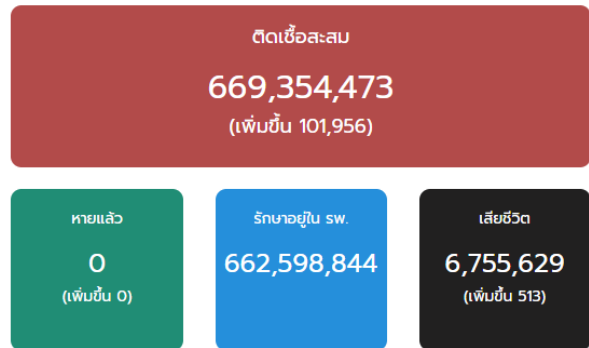 ติดเชื้อสะสม
669,354,473
(เพิ่มขึ้น 101,956)
หายแล้ว
0
(เพิ่มขึ้น 0)
รักษาอยู่ใน รพ.
662,598,844
เสียชีวิต
6,755,629
(เพิ่มขึ้น 513)